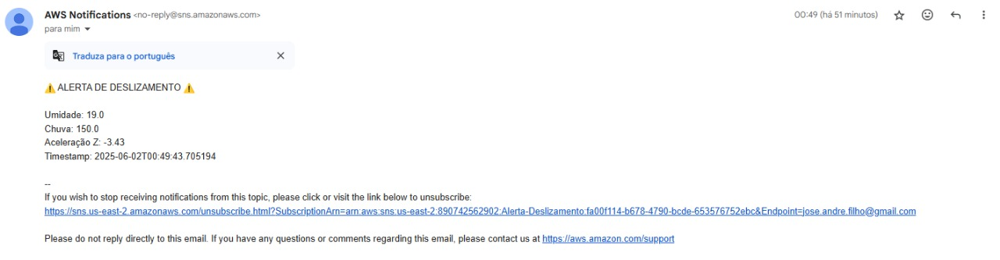 AWS Notifications <no-reply@sns.amazonaws.com> 00:49 (há 51 minutos)
para mim
Traduza para o português
⚠️ ALERTA DE DESLIZAMENTO ⚠️
Umidade: 19.0
Chuva: 150.0
Aceleração Z: -3.43
Timestamp: 2025-06-02T00:49:43.705194
--
If you wish to stop receiving notifications from this topic, please click or visit the link below to unsubscribe:
https://sns.us-east-2.amazonaws.com/unsubscribe.html?SubscriptionArn=arn:aws:sns:us-east-2:890742562902:Alerta-Deslizamento:fa00f114-b678-4790-bcde-653576752ebc&Endpoint=jose.andre.filho@gmail.com
Please do not reply directly to this email. If you have any questions or comments regarding this email, please contact us at https://aws.amazon.com/support